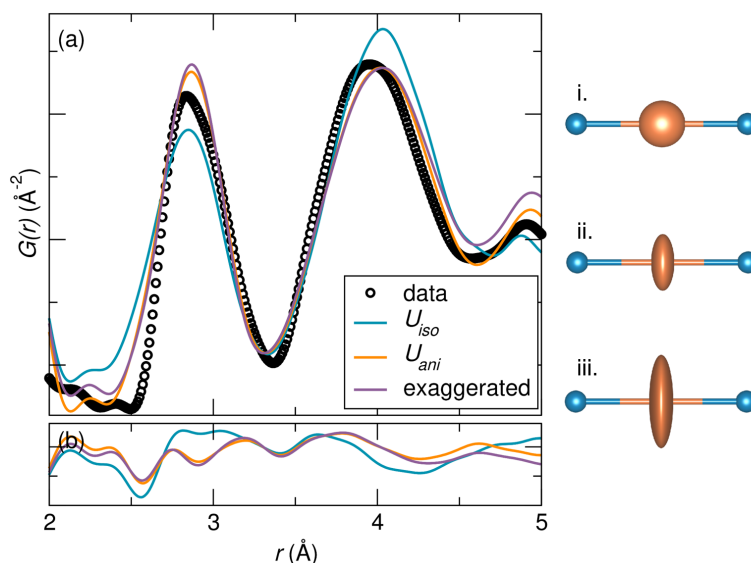 (a)
G(r) (Å⁻²)
data
U_iso
U_ani
exaggerated
(b)
2
3
4
5
r (Å)
i.
ii.
iii.